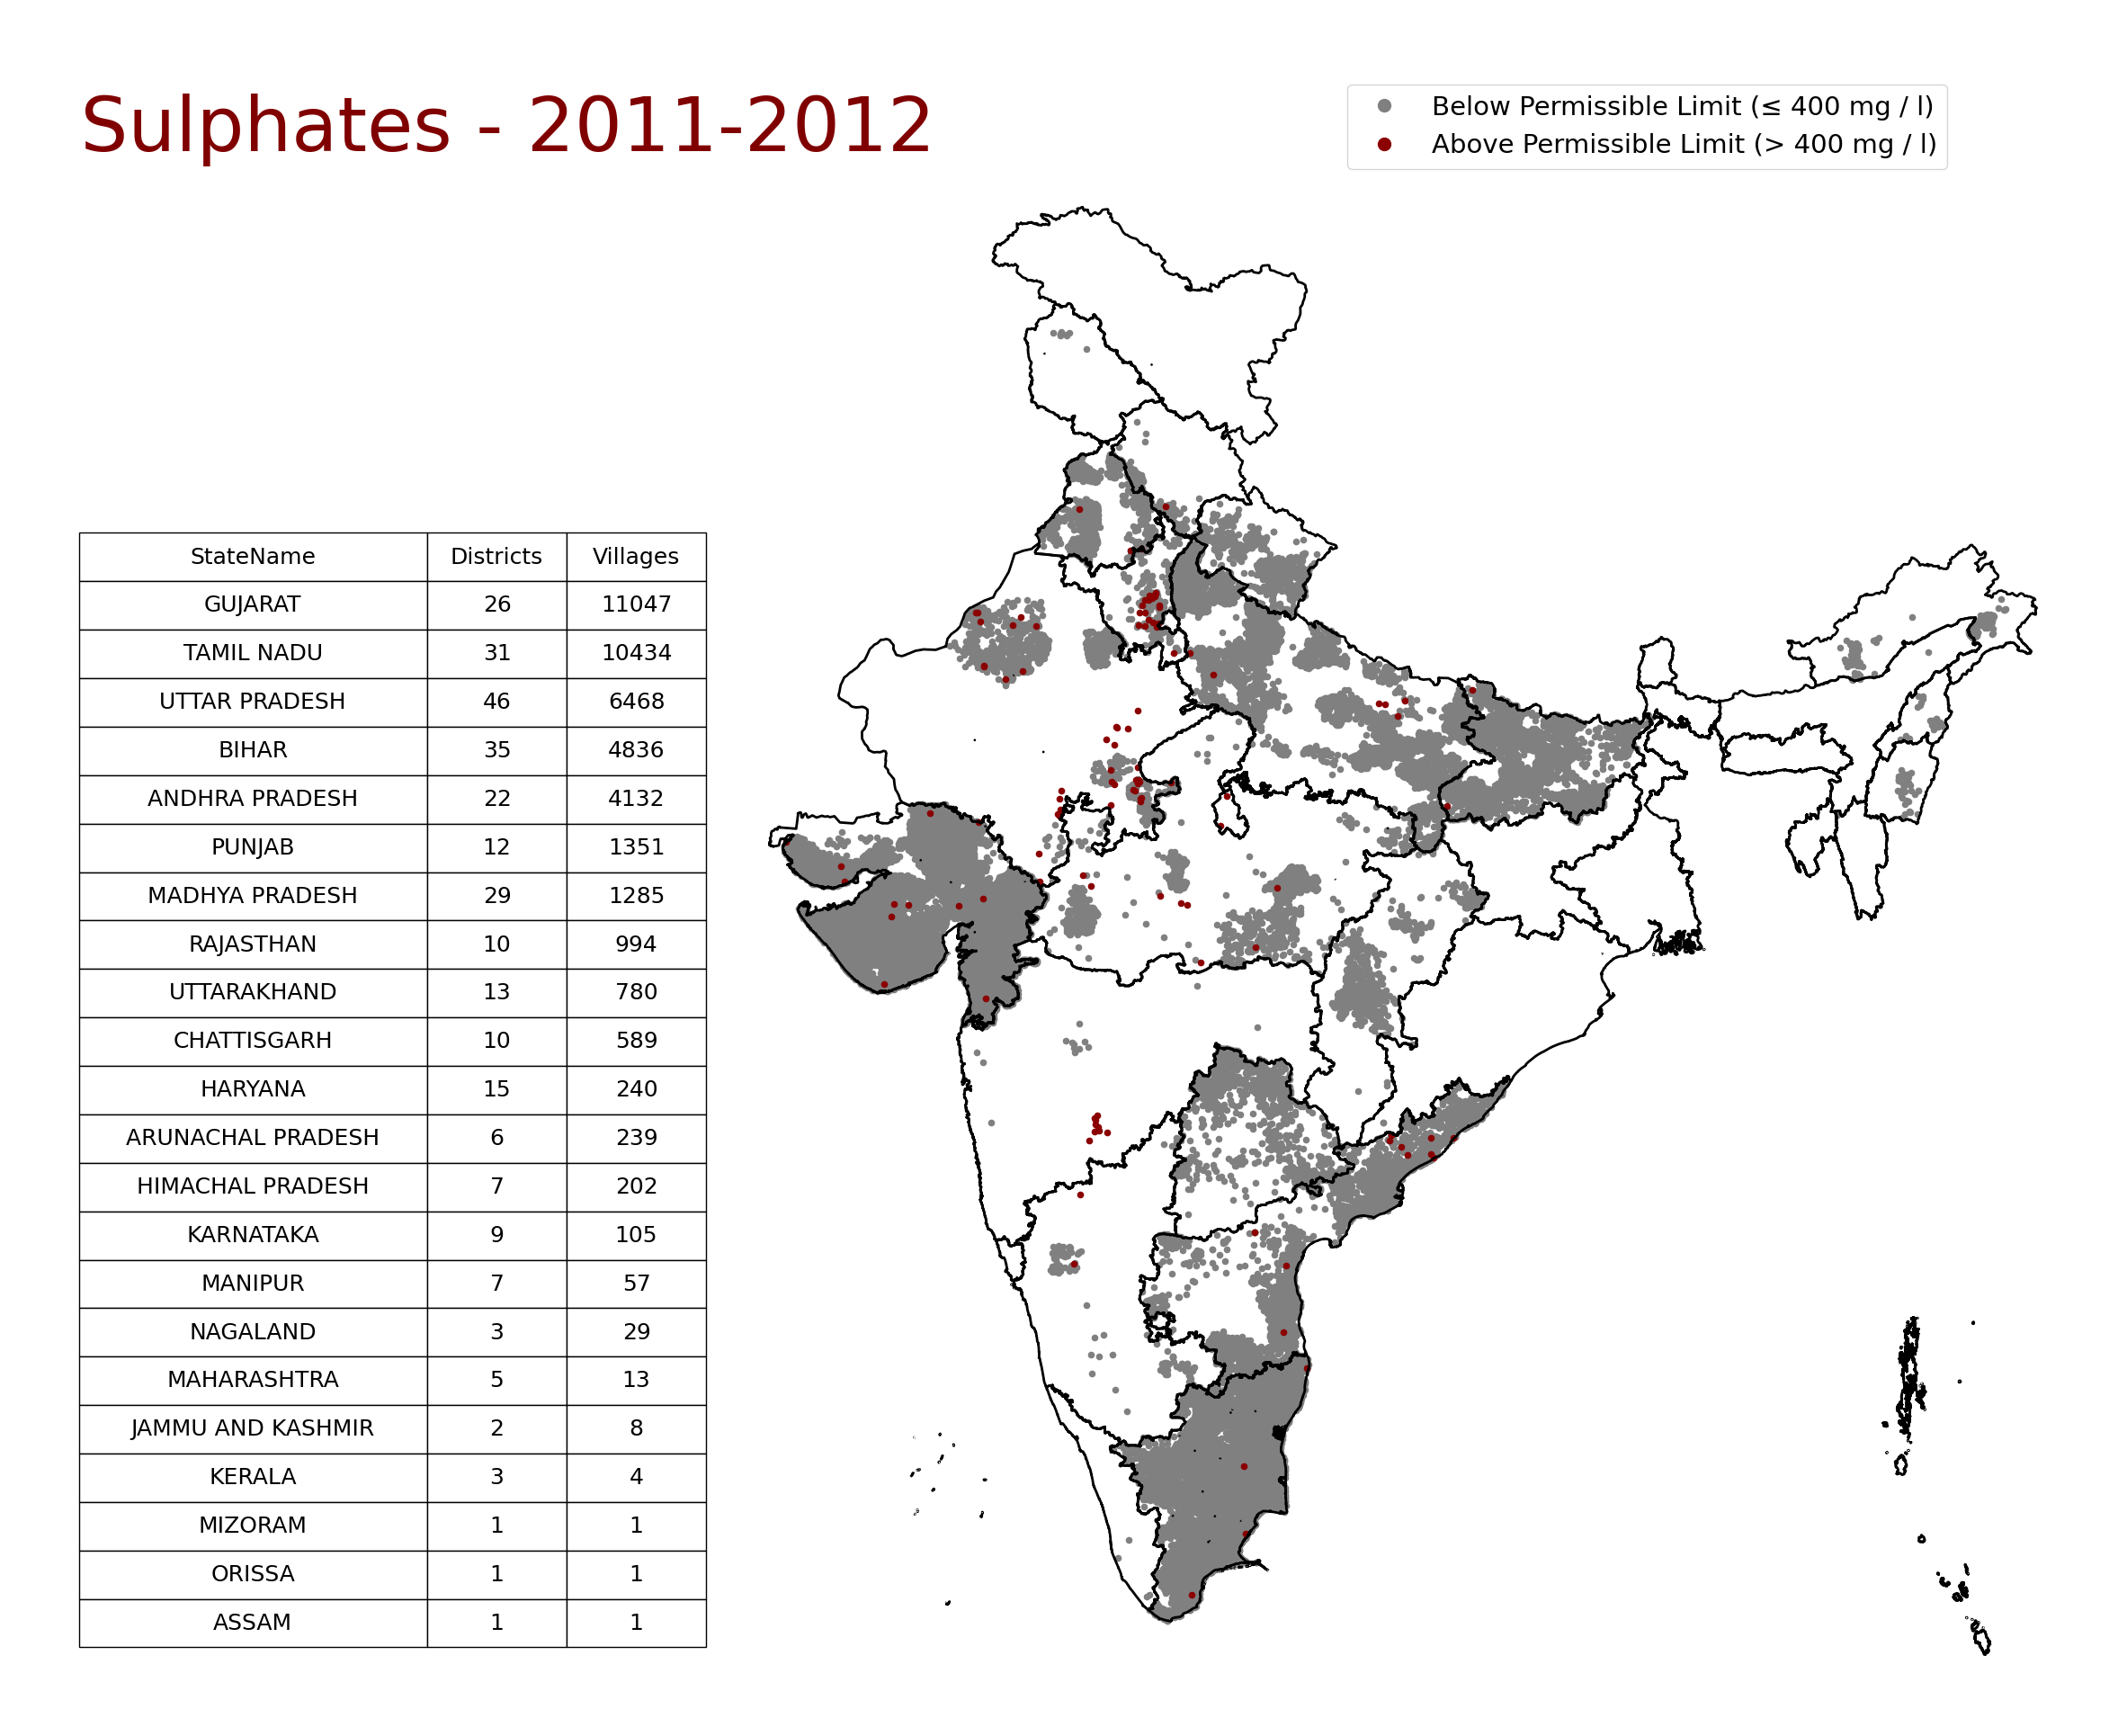 Sulphates - 2011-2012
Below Permissible Limit (≤ 400 mg / l)
Above Permissible Limit (> 400 mg / l)
StateName Districts Villages
GUJARAT 26 11047
TAMIL NADU 31 10434
UTTAR PRADESH 46 6468
BIHAR 35 4836
ANDHRA PRADESH 22 4132
PUNJAB 12 1351
MADHYA PRADESH 29 1285
RAJASTHAN 10 994
UTTARAKHAND 13 780
CHATTISGARH 10 589
HARYANA 15 240
ARUNACHAL PRADESH 6 239
HIMACHAL PRADESH 7 202
KARNATAKA 9 105
MANIPUR 7 57
NAGALAND 3 29
MAHARASHTRA 5 13
JAMMU AND KASHMIR 2 8
KERALA 3 4
MIZORAM 1 1
ORISSA 1 1
ASSAM 1 1